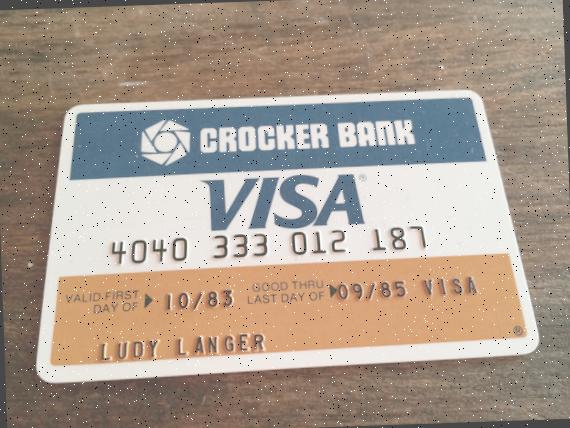 CROCKER BANK
VISA®
4040 333 012 187
VALID FIRST DAY OF 10/83 GOOD THRU LAST DAY OF 09/85 VISA
LUDY LANGER
®